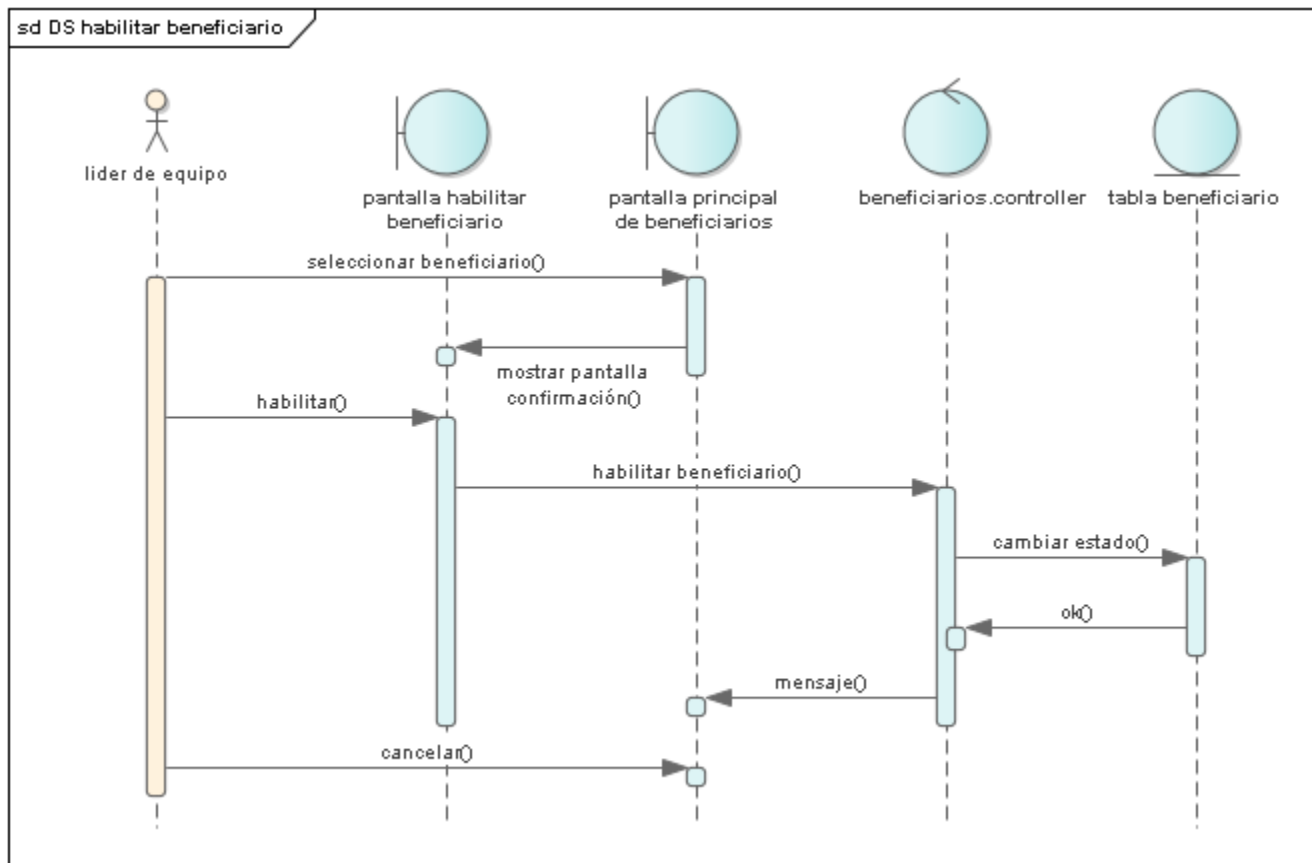 sd DS habilitar beneficiario
lider de equipo
pantalla habilitar
beneficiario
pantalla principal
de beneficiarios
beneficiarios.controller
tabla beneficiario
seleccionar beneficiario()
mostrar pantalla
confirmación()
habilitar()
habilitar beneficiario()
cambiar estado()
ok()
mensaje()
cancelar()